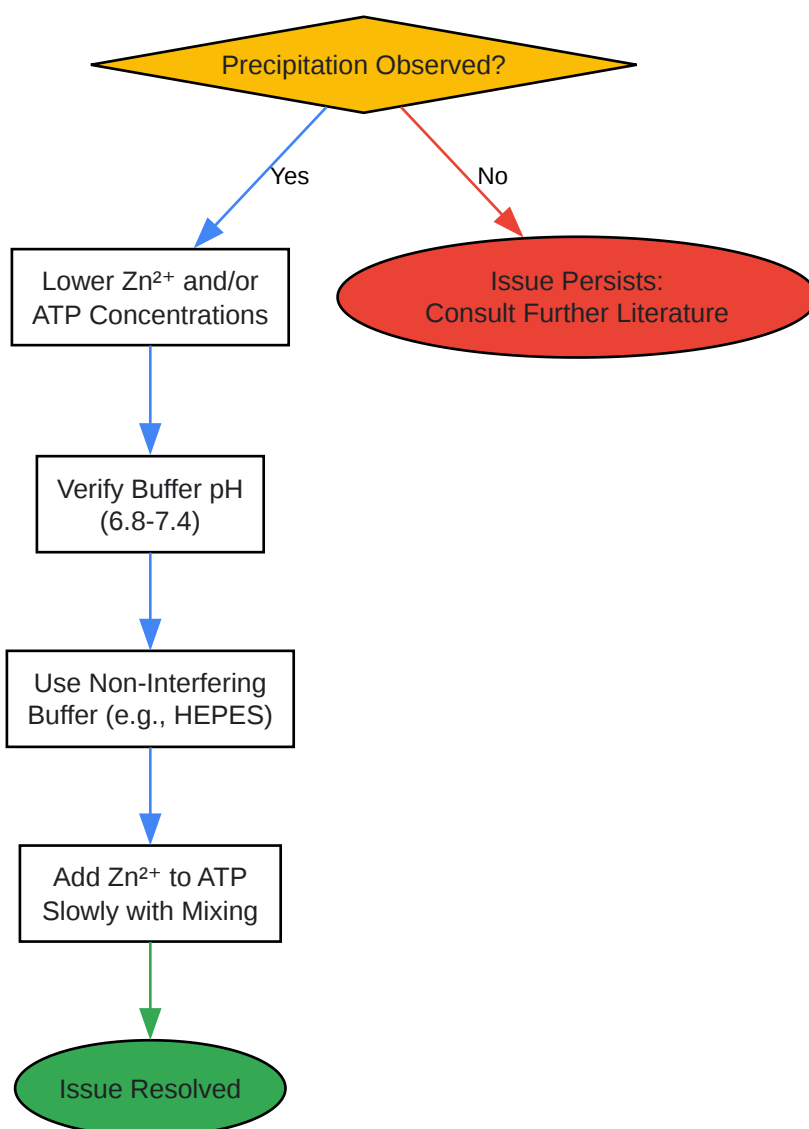 Precipitation Observed?
Yes
No
Lower Zn²⁺ and/or
ATP Concentrations
Issue Persists:
Consult Further Literature
Verify Buffer pH
(6.8-7.4)
Use Non-Interfering
Buffer (e.g., HEPES)
Add Zn²⁺ to ATP
Slowly with Mixing
Issue Resolved